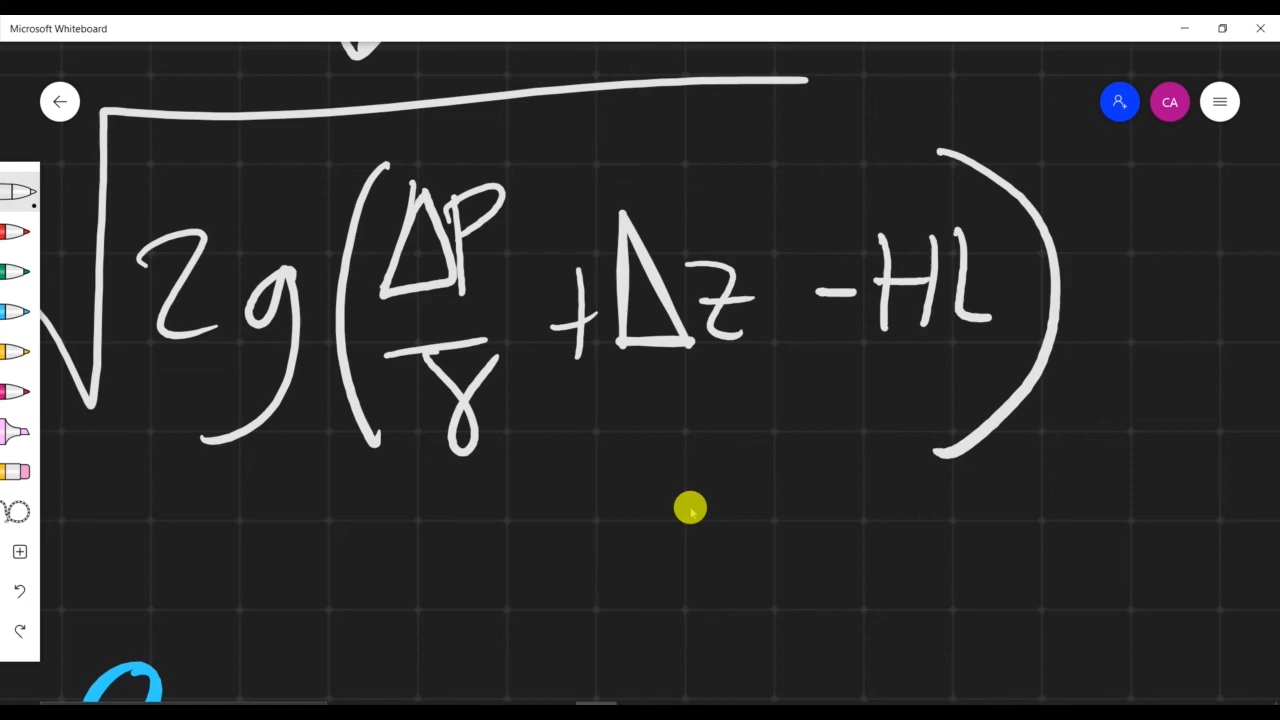 Microsoft Whiteboard
CA
√2g(ΔP/γ + Δz - HL)